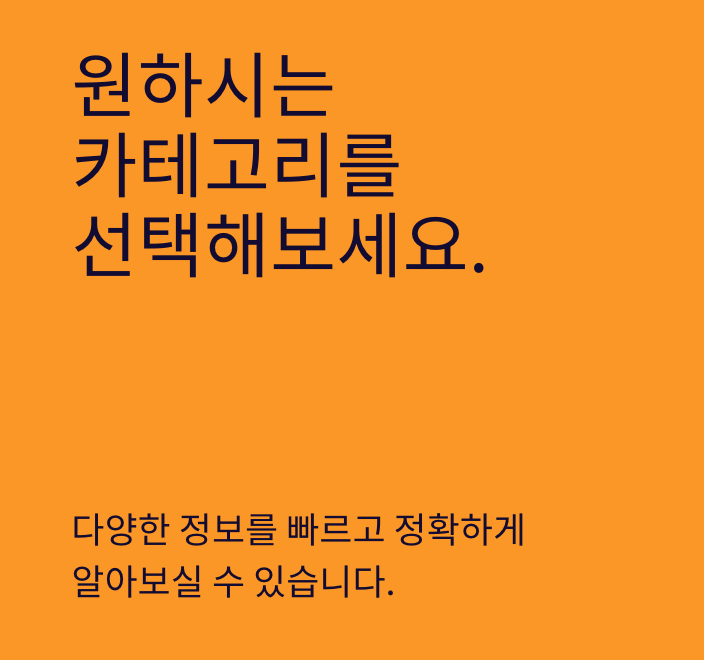 원하시는
카테고리를
선택해보세요.
다양한 정보를 빠르고 정확하게
알아보실 수 있습니다.